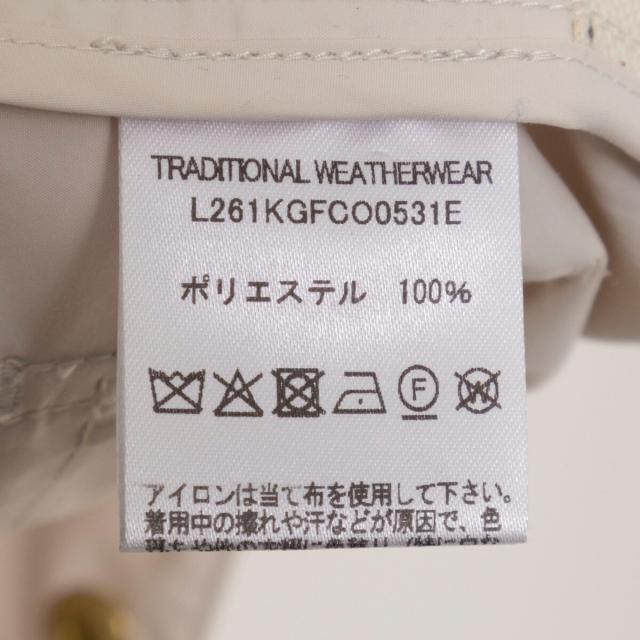 TRADITIONAL WEATHERWEAR
L261KGFCO0531E
ポリエステル 100%
F
W
アイロンは当て布を使用して下さい。
着用中の擦れや汗などが原因で、色